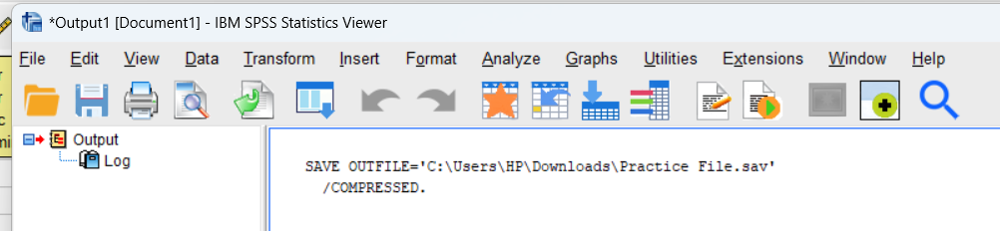 *Output1 [Document1] - IBM SPSS Statistics Viewer
File Edit View Data Transform Insert Format Analyze Graphs Utilities Extensions Window Help
Output
Log
SAVE OUTFILE='C:\Users\HP\Downloads\Practice File.sav'
/COMPRESSED.